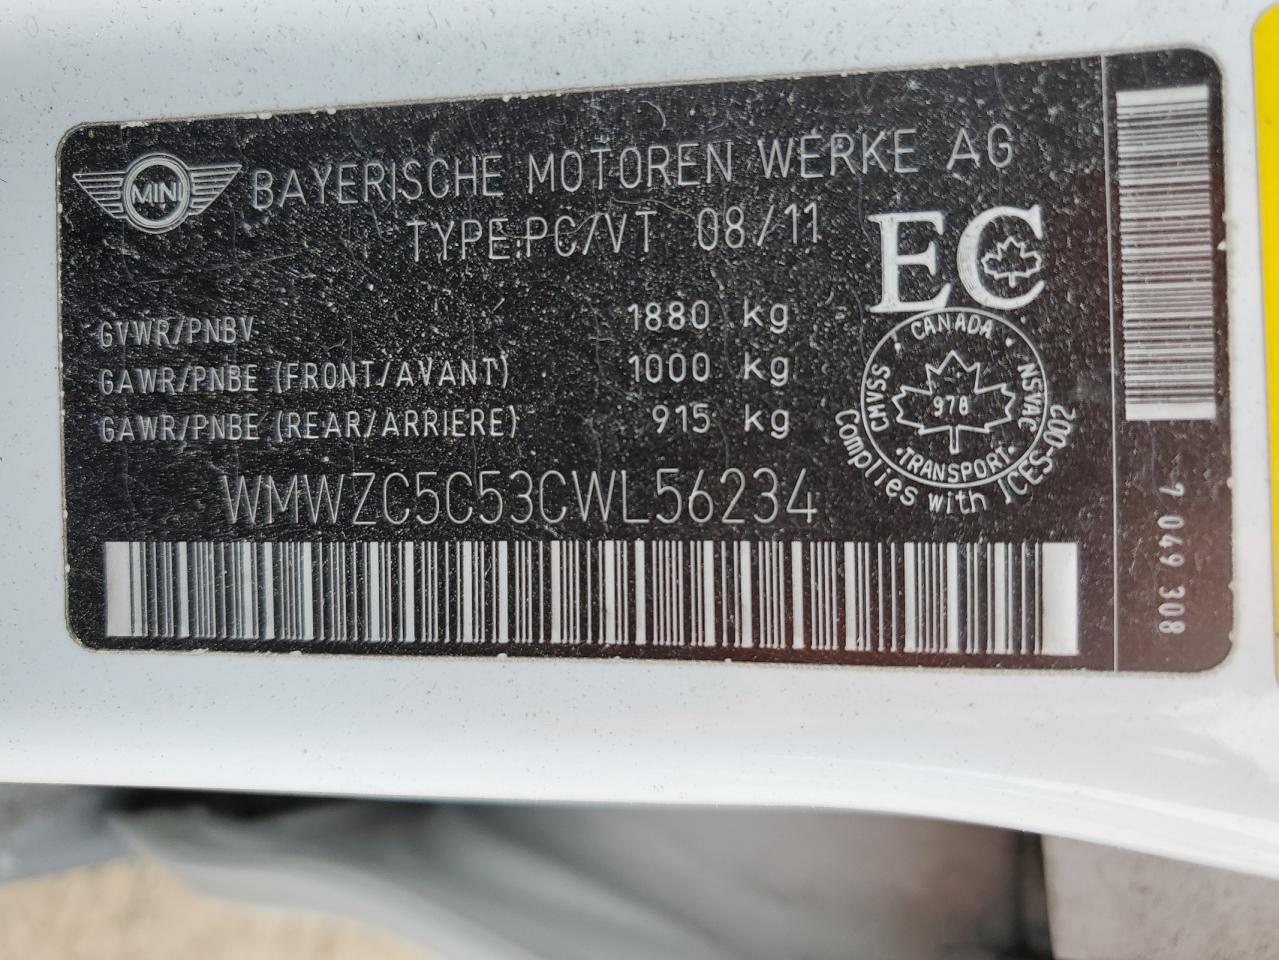 MINI
BAYERISCHE MOTOREN WERKE AG
TYPE:PC/VT 08/11
EC
GVWR/PNBV 1880 kg
GAWR/PNBE (FRONT/AVANT) 1000 kg
GAWR/PNBE (REAR/ARRIERE) 915 kg
CANADA
CMVSS
NSVAC
978
TRANSPORT
Complies with ICES-002
WMWZC5C53CWL56234
7 049 308